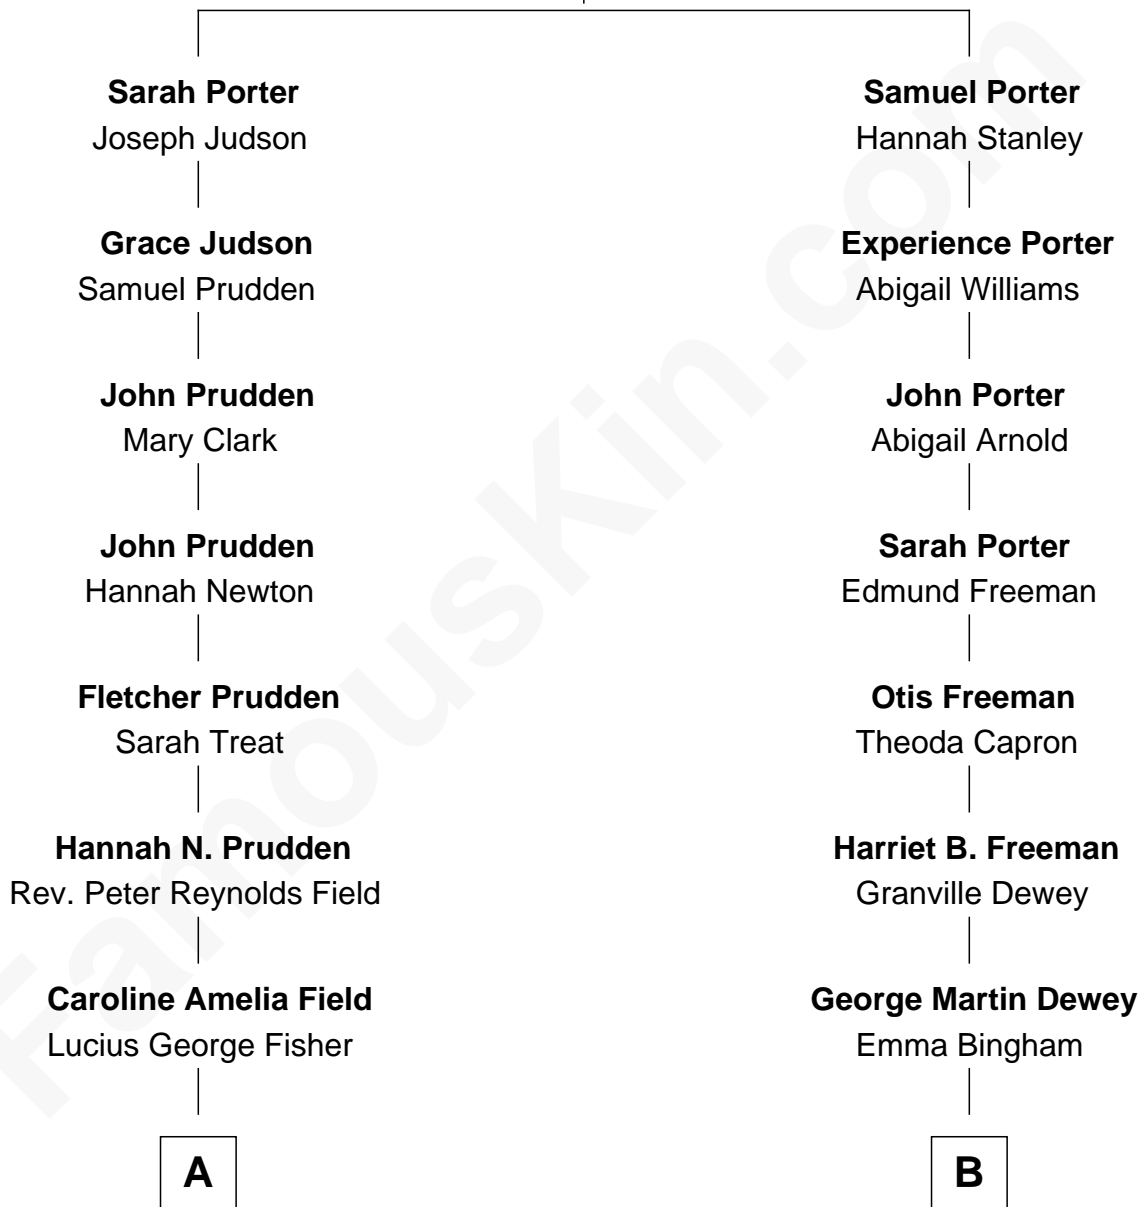 Sarah Porter
Joseph Judson
Grace Judson
Samuel Prudden
John Prudden
Mary Clark
John Prudden
Hannah Newton
Fletcher Prudden
Sarah Treat
Hannah N. Prudden
Rev. Peter Reynolds Field
Caroline Amelia Field
Lucius George Fisher
A
Samuel Porter
Hannah Stanley
Experience Porter
Abigail Williams
John Porter
Abigail Arnold
Sarah Porter
Edmund Freeman
Otis Freeman
Theoda Capron
Harriet B. Freeman
Granville Dewey
George Martin Dewey
Emma Bingham
B
FamousKin.com